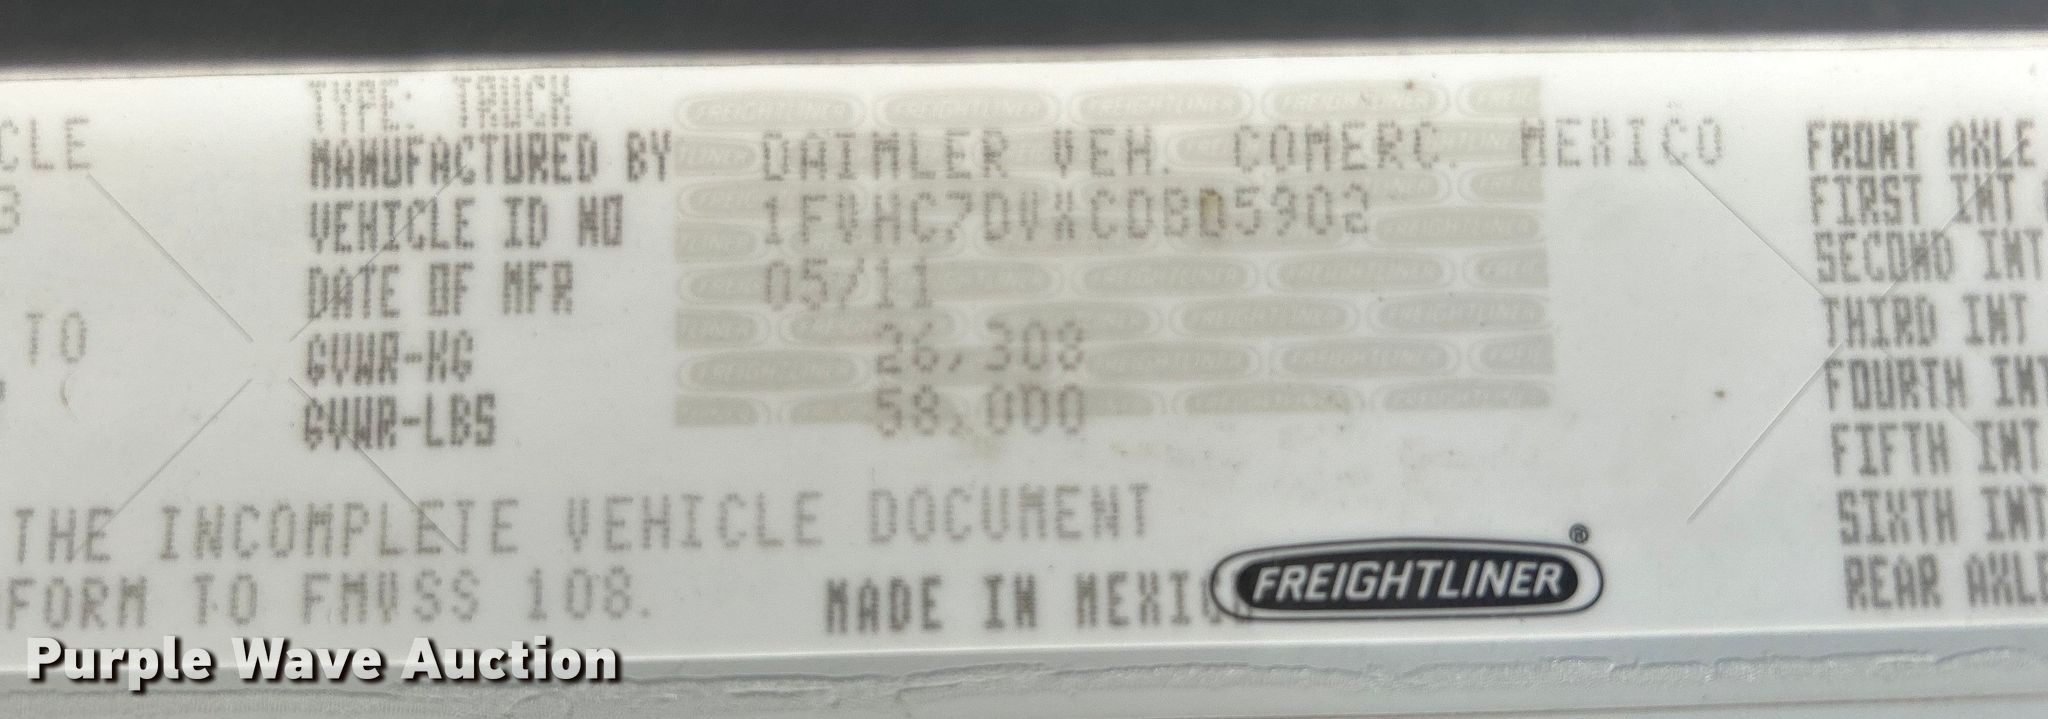 CLE
TO
TYPE: TRUCK
MANUFACTURED BY DAIMLER VEH. COMERC. MEXICO
VEHICLE ID NO 1FVHC7DVXCDBD5902
DATE OF MFR 05/11
GVWR-KG 26,308
GVWR-LBS 58,000
THE INCOMPLETE VEHICLE DOCUMENT
FORM TO FMVSS 108.
MADE IN MEXICO
FREIGHTLINER®
FRONT AXLE
FIRST INT
SECOND INT
THIRD INT
FOURTH INT
FIFTH INT
SIXTH INT
REAR AXLE
Purple Wave Auction